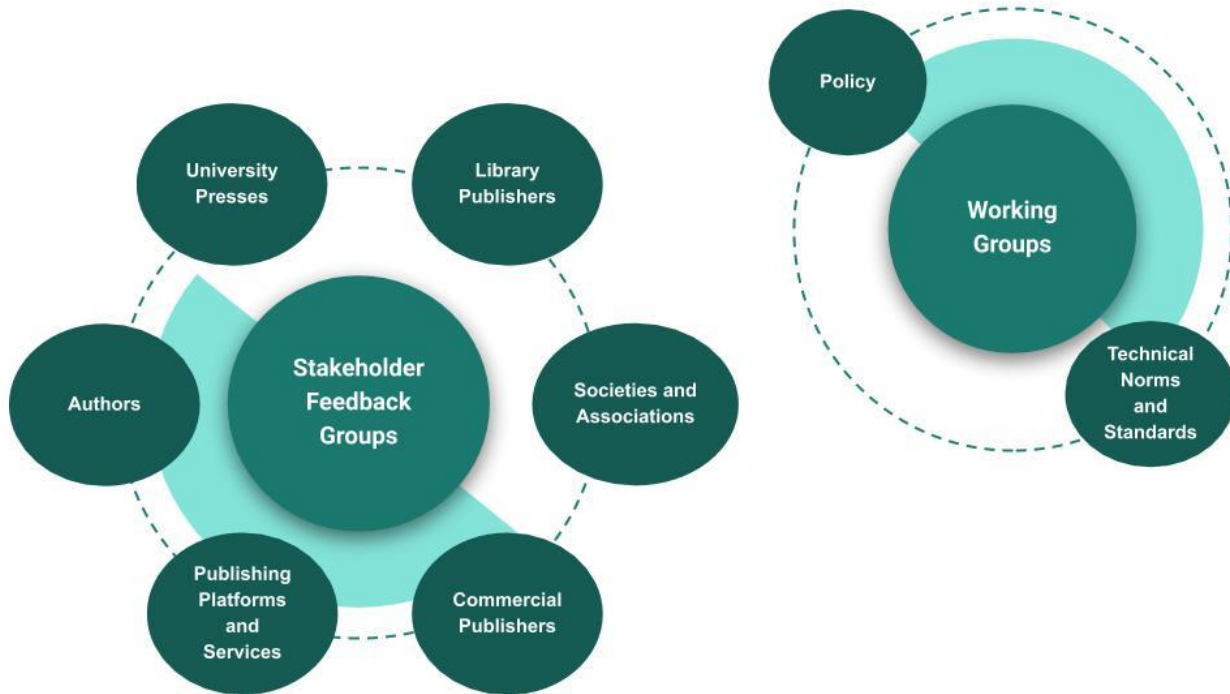 Policy
Working
Groups
Technical
Norms
and
Standards
University
Presses
Library
Publishers
Stakeholder
Feedback
Groups
Authors
Societies and
Associations
Publishing
Platforms
and
Services
Commercial
Publishers